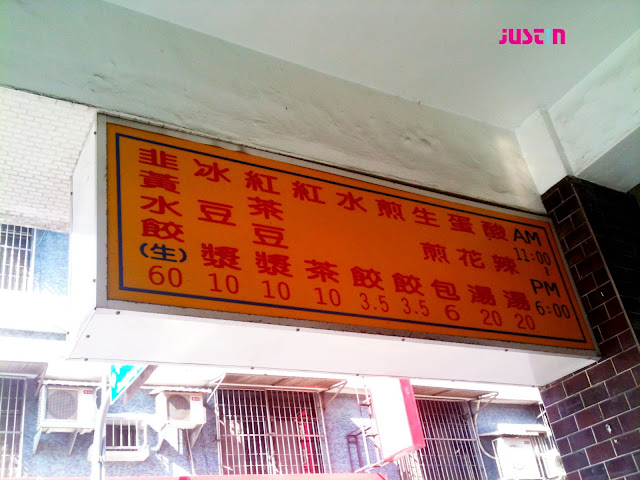 JUSTiN
AM 11:00
~
PM 6:00
酸辣湯 20
蛋花湯 20
生煎包 6
煎餃 3.5
水餃 3.5
紅茶 10
紅茶豆漿 10
冰豆漿 10
韭黃水餃(生) 60